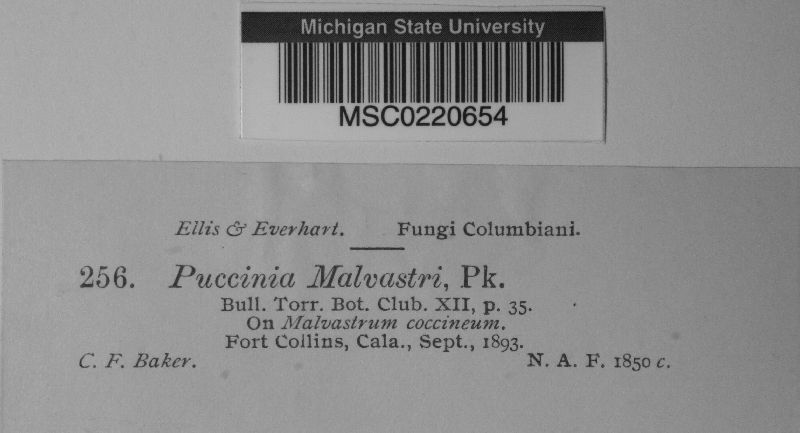 Michigan State University
MSC0220654
Ellis & Everhart. Fungi Columbiani.
256. Puccinia Malvastri, Pk.
Bull. Torr. Bot. Club. XII, p. 35.
On Malvastrum coccineum.
Fort Collins, Cala., Sept., 1893.
C. F. Baker. N. A. F. 1850 c.